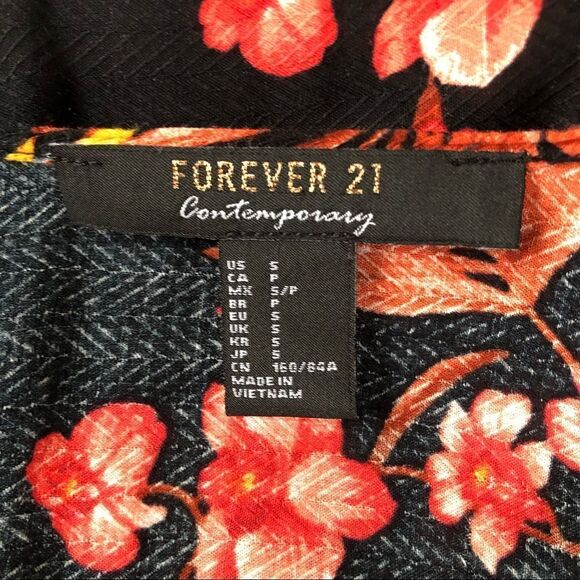 FOREVER 21
Contemporary
US S
CA P
MX S/P
BR P
EU S
UK S
KR S
JP S
CN 160/84A
MADE IN
VIETNAM